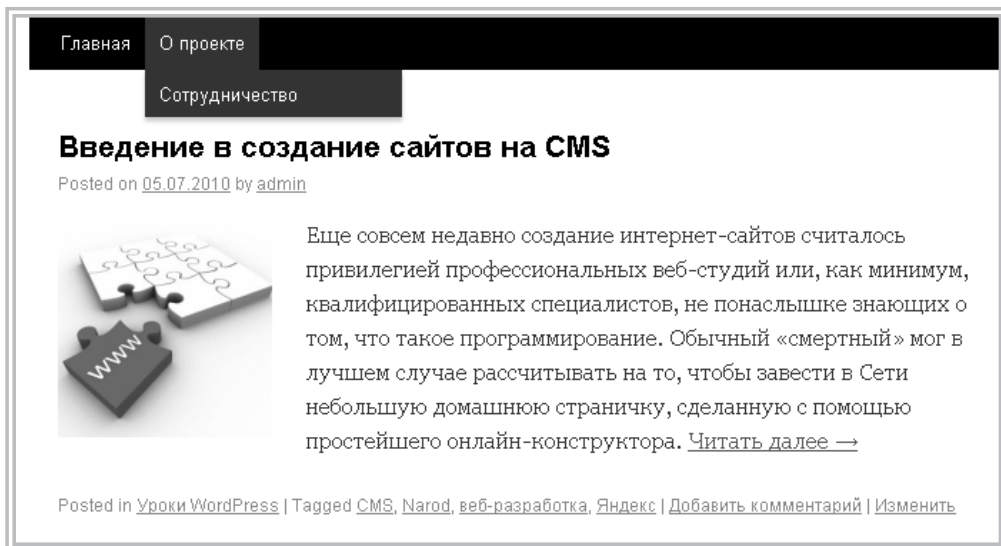 Главная О проекте
Сотрудничество
Введение в создание сайтов на CMS
Posted on 05.07.2010 by admin
www
Еще совсем недавно создание интернет-сайтов считалось
привилегией профессиональных веб-студий или, как минимум,
квалифицированных специалистов, не понаслышке знающих о
том, что такое программирование. Обычный «смертный» мог в
лучшем случае рассчитывать на то, чтобы завести в Сети
небольшую домашнюю страничку, сделанную с помощью
простейшего онлайн-конструктора. Читать далее →
Posted in Уроки WordPress | Tagged CMS, Narod, веб-разработка, Яндекс | Добавить комментарий | Изменить